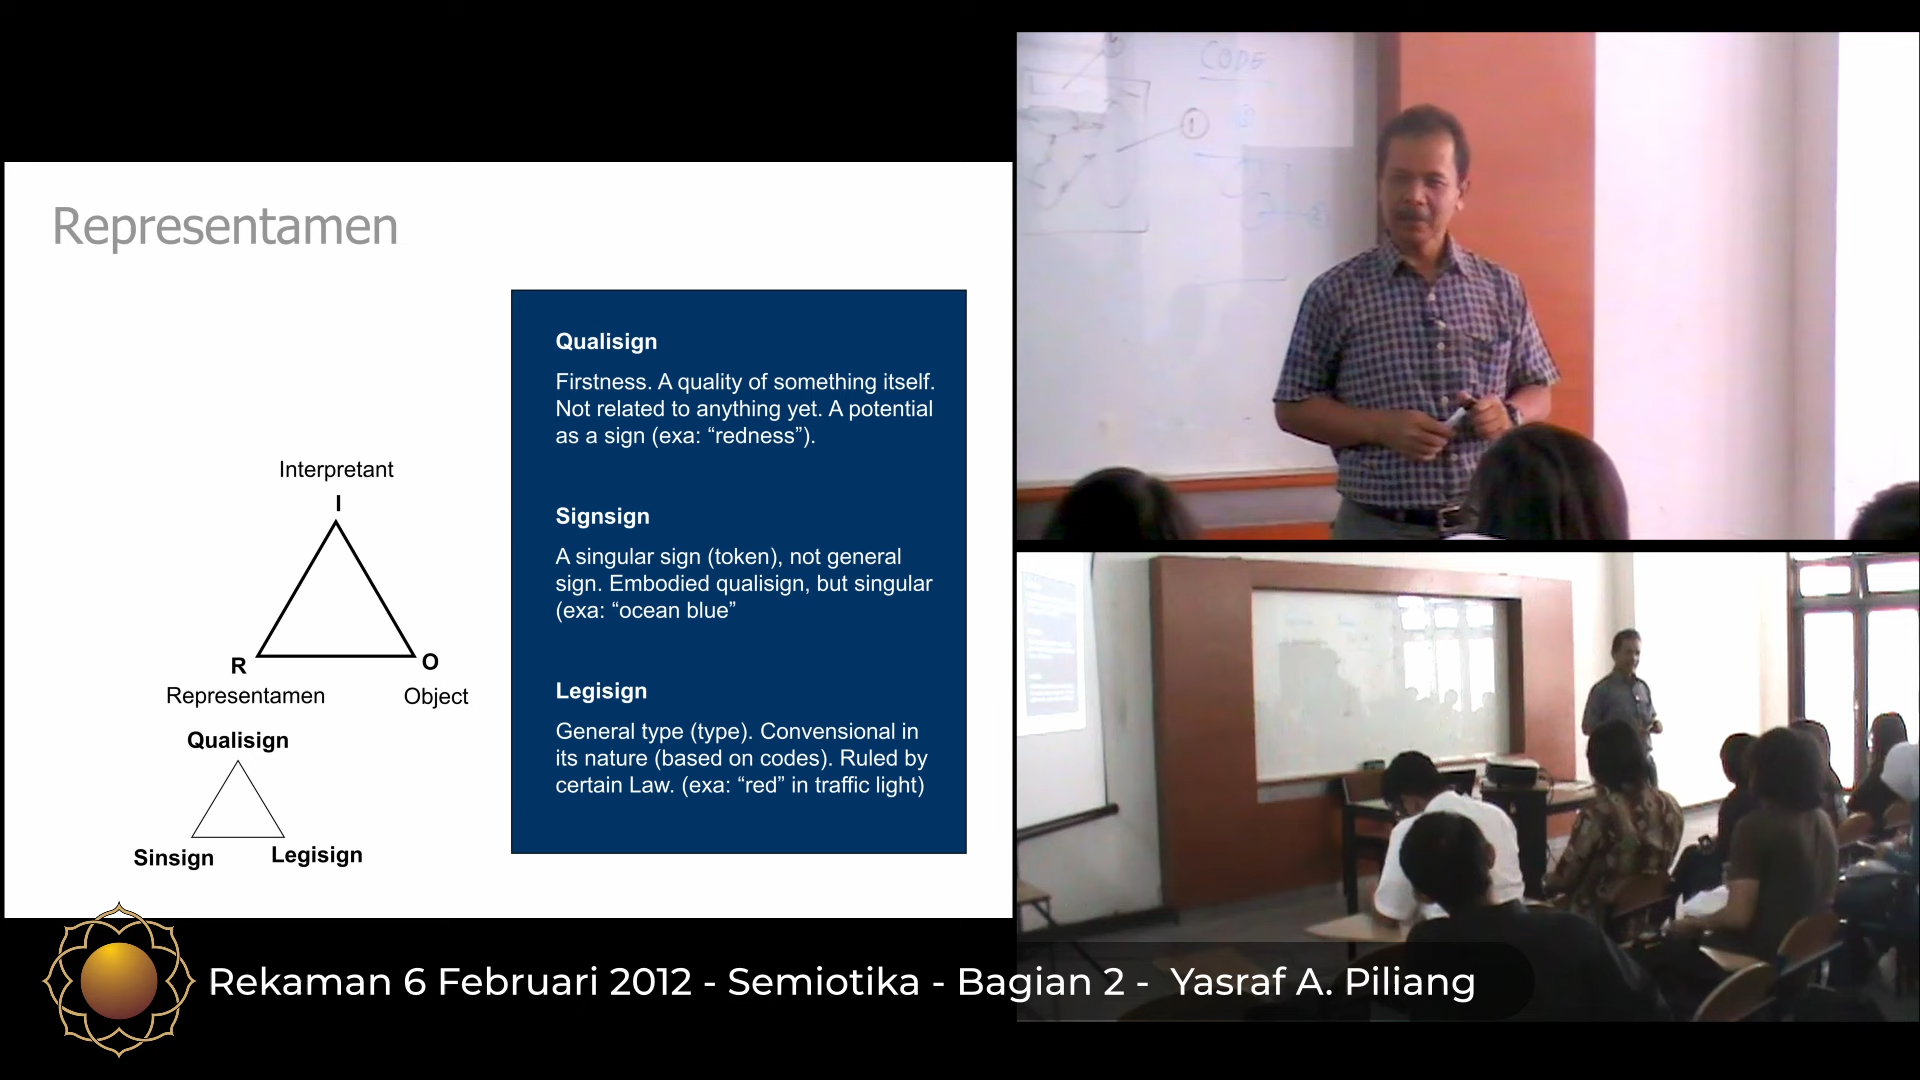 Representamen
Qualisign
Firstness. A quality of something itself.
Not related to anything yet. A potential
as a sign (exa: “redness”).
Signsign
A singular sign (token), not general
sign. Embodied qualisign, but singular
(exa: “ocean blue”
Legisign
General type (type). Convensional in
its nature (based on codes). Ruled by
certain Law. (exa: “red” in traffic light)
Interpretant
I
R
O
Representamen
Object
Qualisign
Sinsign
Legisign
CODE
1
Rekaman 6 Februari 2012 - Semiotika - Bagian 2 - Yasraf A. Piliang